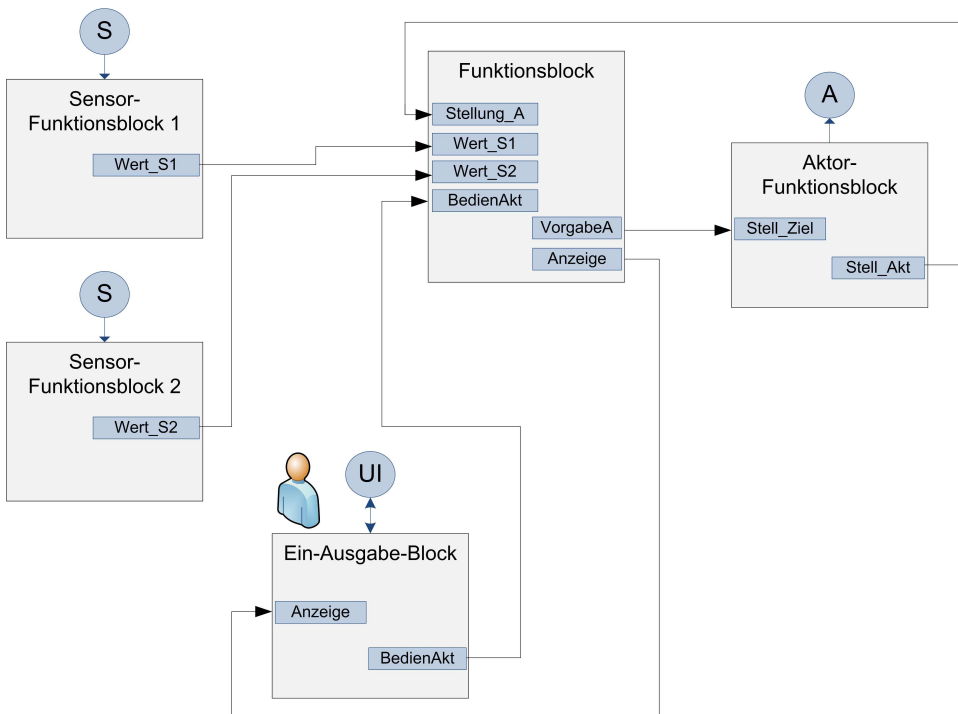 S
Sensor-
Funktionsblock 1
Wert_S1
Funktionsblock
Stellung_A
Wert_S1
Wert_S2
BedienAkt
VorgabeA
Anzeige
A
Aktor-
Funktionsblock
Stell_Ziel
Stell_Akt
S
Sensor-
Funktionsblock 2
Wert_S2
UI
Ein-Ausgabe-Block
Anzeige
BedienAkt